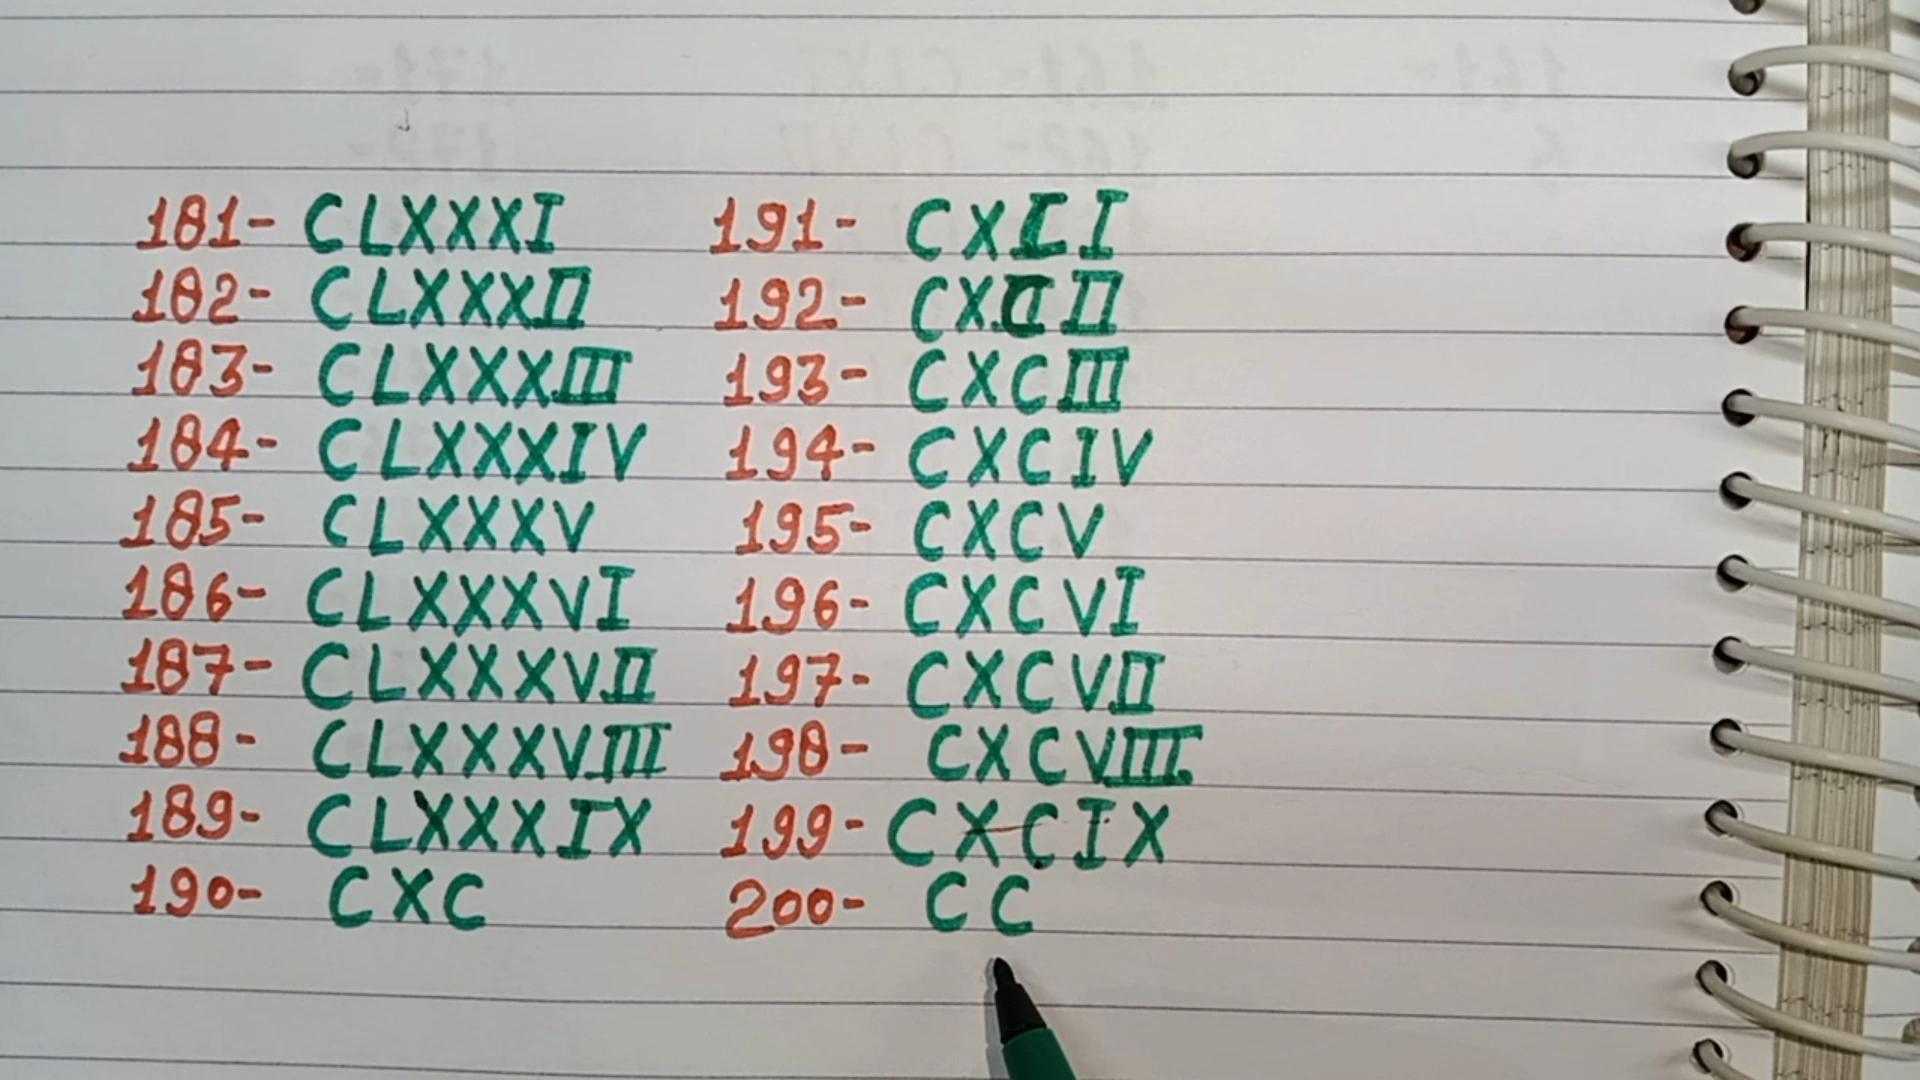 181- CLXXXI 191- CXCI
182- CLXXXII 192- CXCII
183- CLXXXIII 193- CXCIII
184- CLXXXIV 194- CXCIV
185- CLXXXV 195- CXCV
186- CLXXXVI 196- CXCVI
187- CLXXXVII 197- CXCVII
188- CLXXXVIII 198- CXCVIII
189- CLXXXIX 199- CXCIX
190- CXC 200- CC